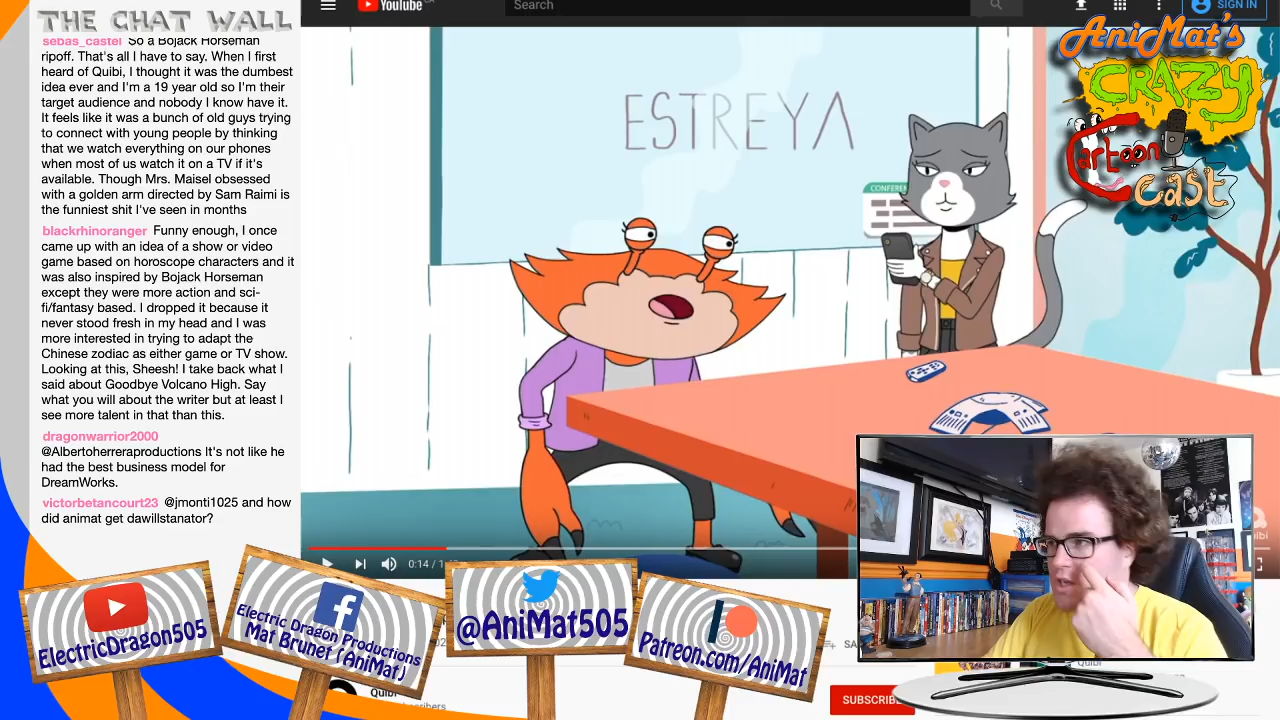 THE CHAT WALL
sebas_castel So a Bojack Horseman
ripoff. That's all I have to say. When I first
heard of Quibi, I thought it was the dumbest
idea ever and I'm a 19 year old so I'm their
target audience and nobody I know have it.
It feels like it was a bunch of old guys trying
to connect with young people by thinking
that we watch everything on our phones
when most of us watch it on a TV if it's
available. Though Mrs. Maisel obsessed
with a golden arm directed by Sam Raimi is
the funniest shit I've seen in months
blackrhinoranger Funny enough, I once
came up with an idea of a show or video
game based on horoscope characters and it
was also inspired by Bojack Horseman
except they were more action and sci-
fi/fantasy based. I dropped it because it
never stood fresh in my head and I was
more interested in trying to adapt the
Chinese zodiac as either game or TV show.
Looking at this, Sheesh! I take back what I
said about Goodbye Volcano High. Say
what you will about the writer but at least I
see more talent in that than this.
dragonwarrior2000
@Albertoherreraproductions It's not like he
had the best business model for
DreamWorks.
victorbetancourt23 @jmonti1025 and how
did animat get dawillstanator?
YouTube
Search
SIGN IN
ESTREYA
AniMat's
CRAZY
Cartoon
Cast
0:14 / 1
ElectricDragon505
Electric Dragon Productions
Mat Brunet (AniMat)
@AniMat505
Patreon.com/AniMat
Quibi
SUBSCRIBE
Quibi